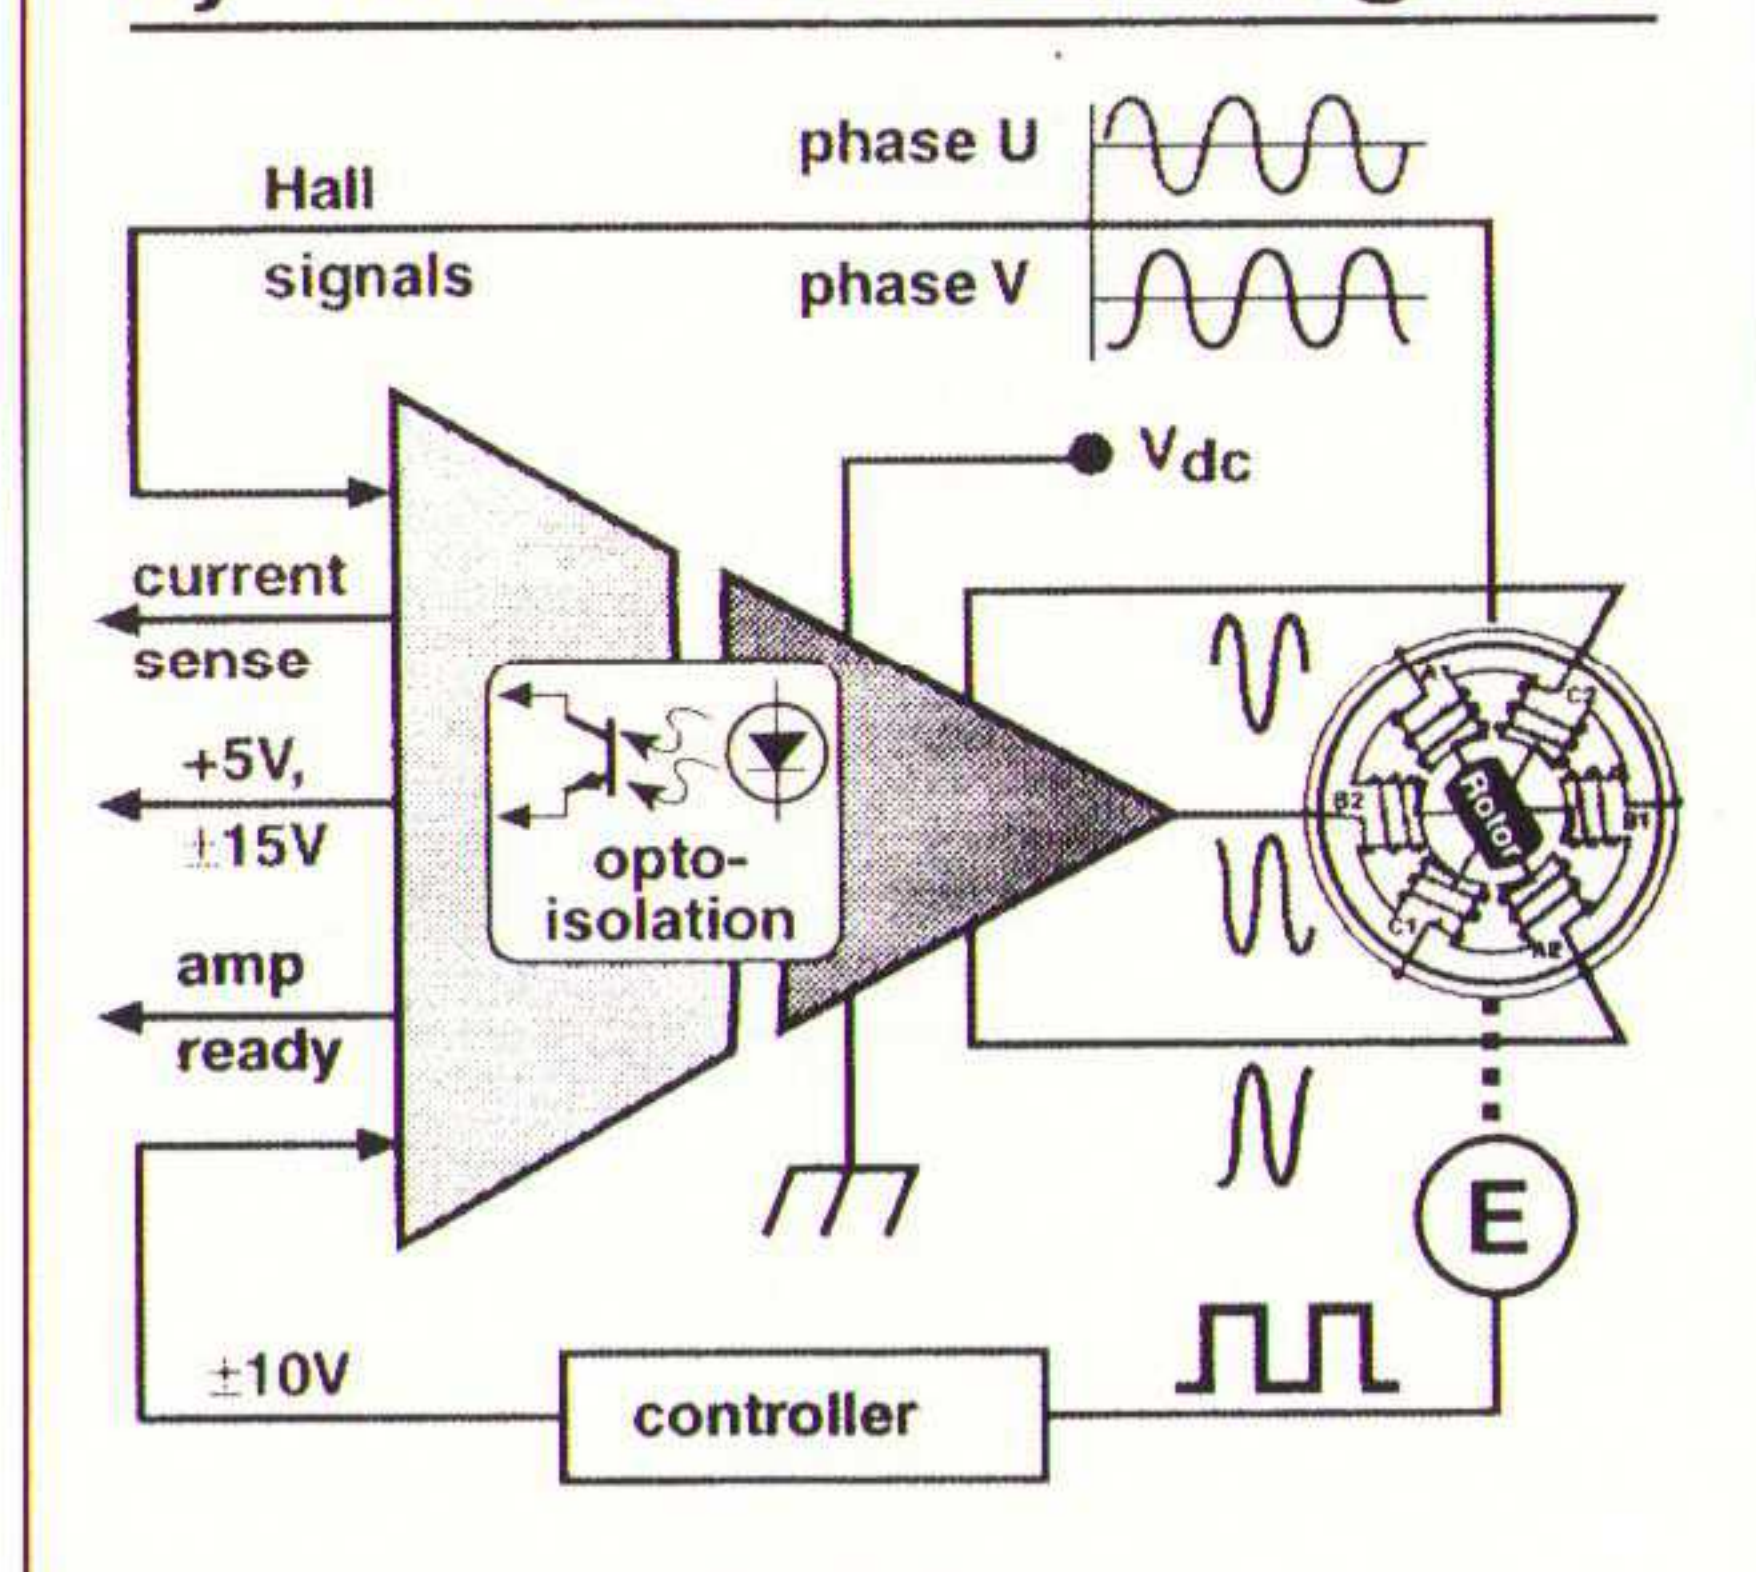 phase U
Hall
signals
phase V
Vdc
current
sense
+5V,
±15V
opto-
isolation
amp
ready
A1
C2
B2
Rotor
B1
C1
A2
E
±10V
controller